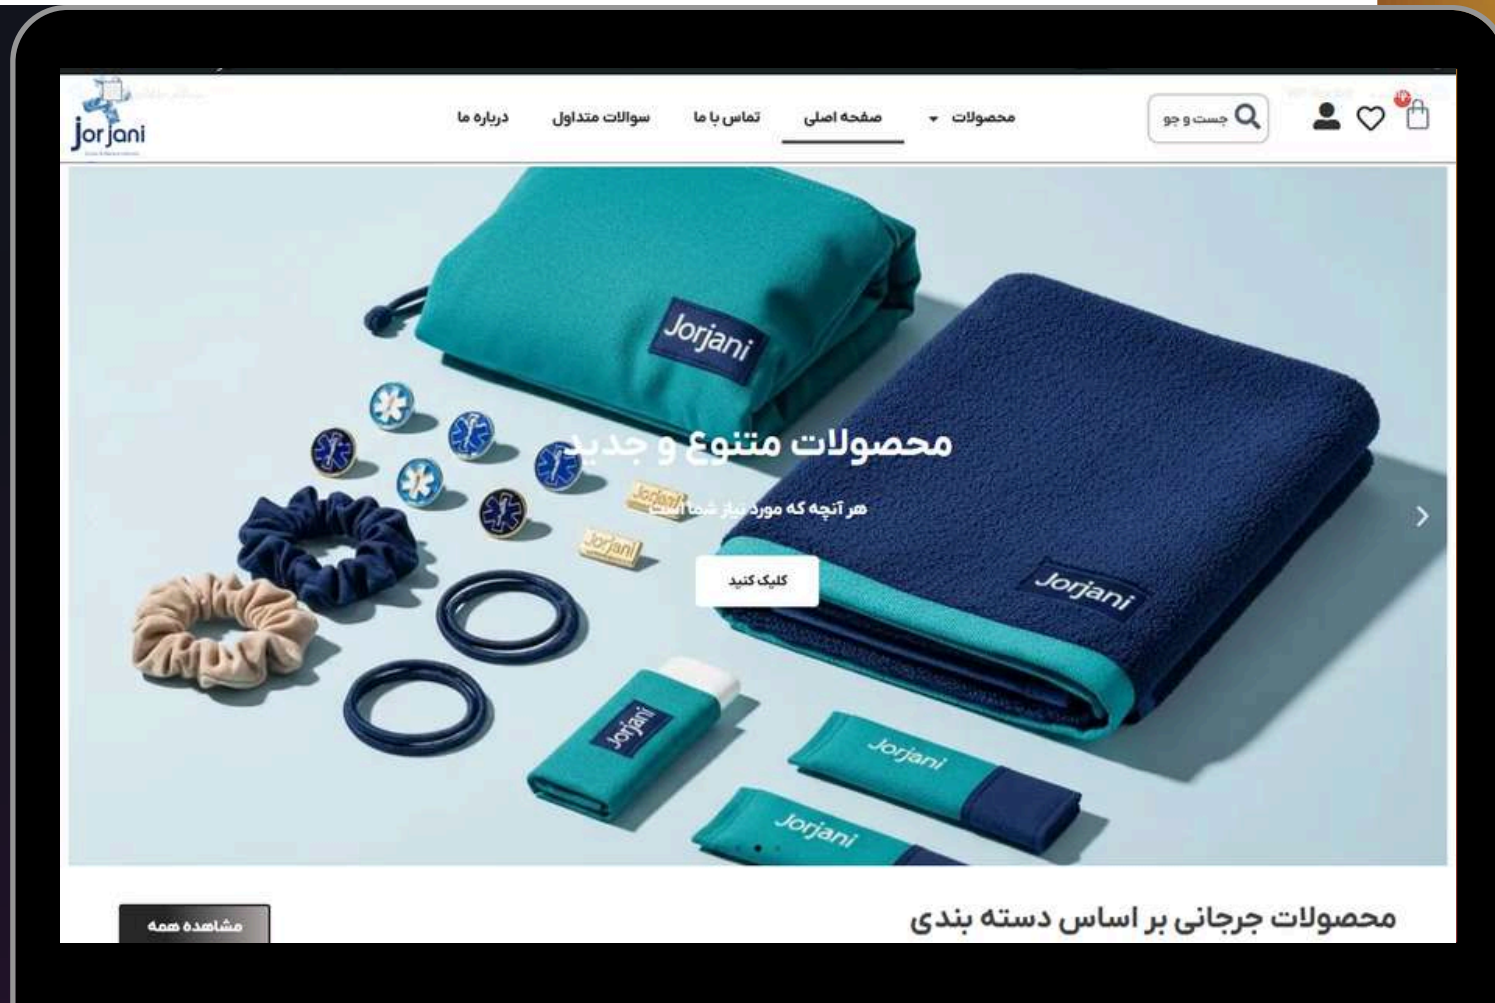 jorjani
محصولات
صفحه اصلی
تماس با ما
سوالات متداول
درباره ما
جست و جو
Jorjani
محصولات متنوع و جدید
هر آنچه که مورد نیاز شما است
کلیک کنید
Jorjani
Jorjani
Jorjani
Jorjani
Jorjani
Jorjani
محصولات جرجانی بر اساس دسته بندی
مشاهده همه